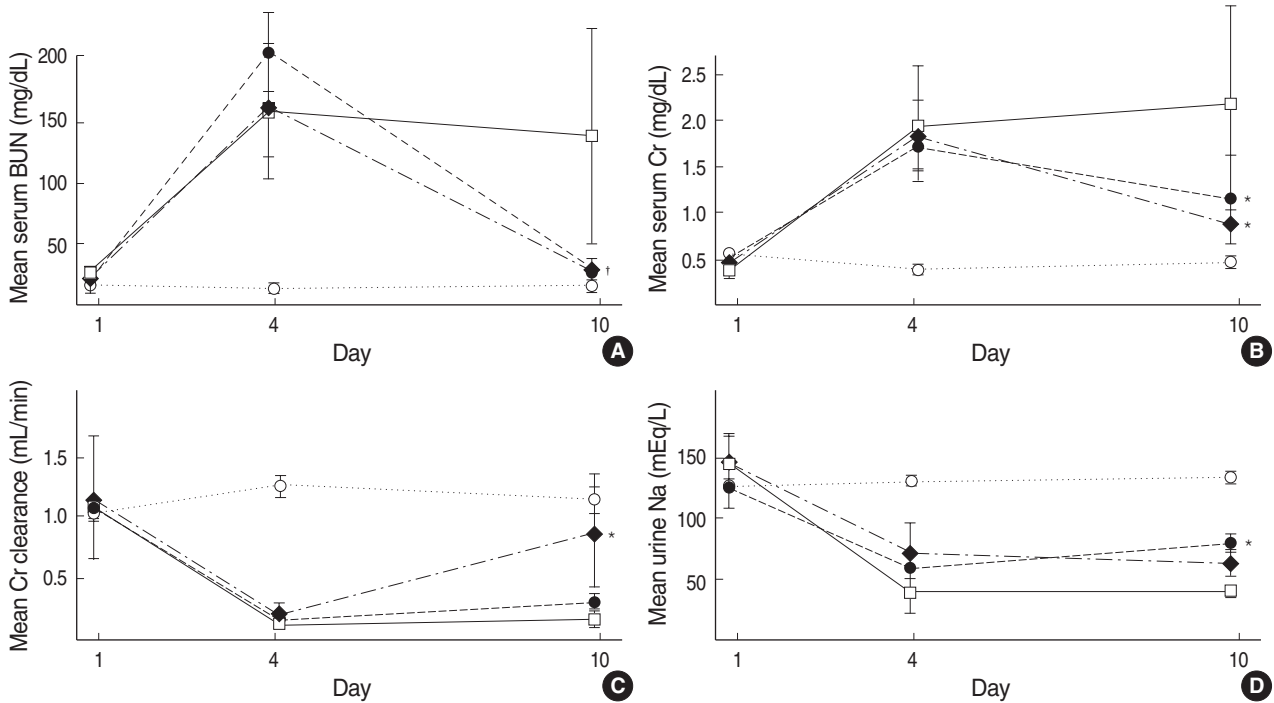 Mean serum BUN (mg/dL)
200
150
100
50
†
1 4 10
Day
A
Mean serum Cr (mg/dL)
2.5
2.0
1.5
1.0
0.5
*
*
1 4 10
Day
B
Mean Cr clearance (mL/min)
1.5
1.0
0.5
*
1 4 10
Day
C
Mean urine Na (mEq/L)
150
100
50
*
1 4 10
Day
D